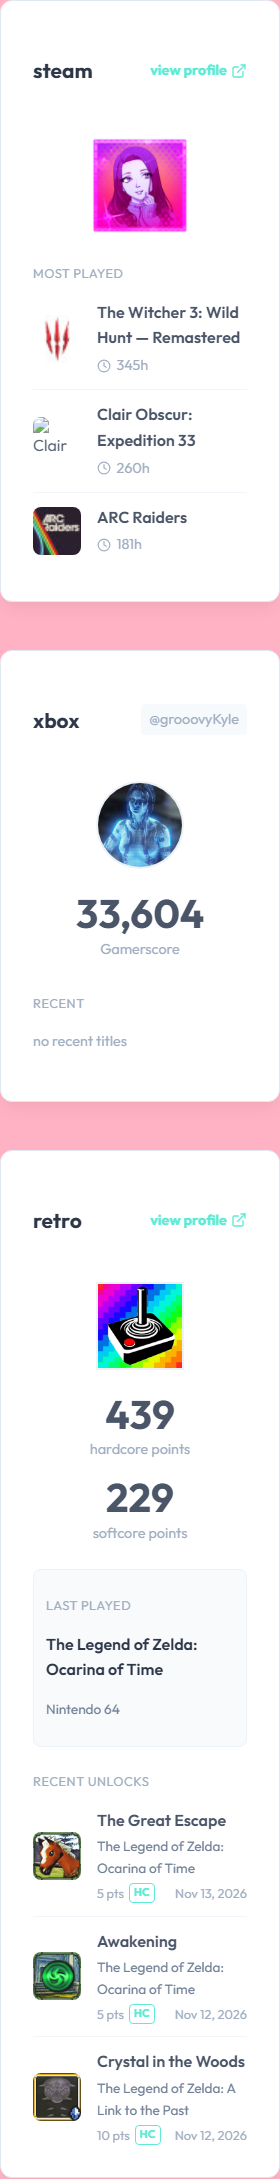 steam
view profile
MOST PLAYED
The Witcher 3: Wild
Hunt — Remastered
345h
Clair
Clair Obscur:
Expedition 33
260h
ARC
Raiders
ARC Raiders
181h
xbox
@grooovyKyle
33,604
Gamerscore
RECENT
no recent titles
retro
view profile
439
hardcore points
229
softcore points
LAST PLAYED
The Legend of Zelda:
Ocarina of Time
Nintendo 64
RECENT UNLOCKS
The Great Escape
The Legend of Zelda:
Ocarina of Time
5 pts HC Nov 13, 2026
Awakening
The Legend of Zelda:
Ocarina of Time
5 pts HC Nov 12, 2026
Crystal in the Woods
The Legend of Zelda: A
Link to the Past
10 pts HC Nov 12, 2026